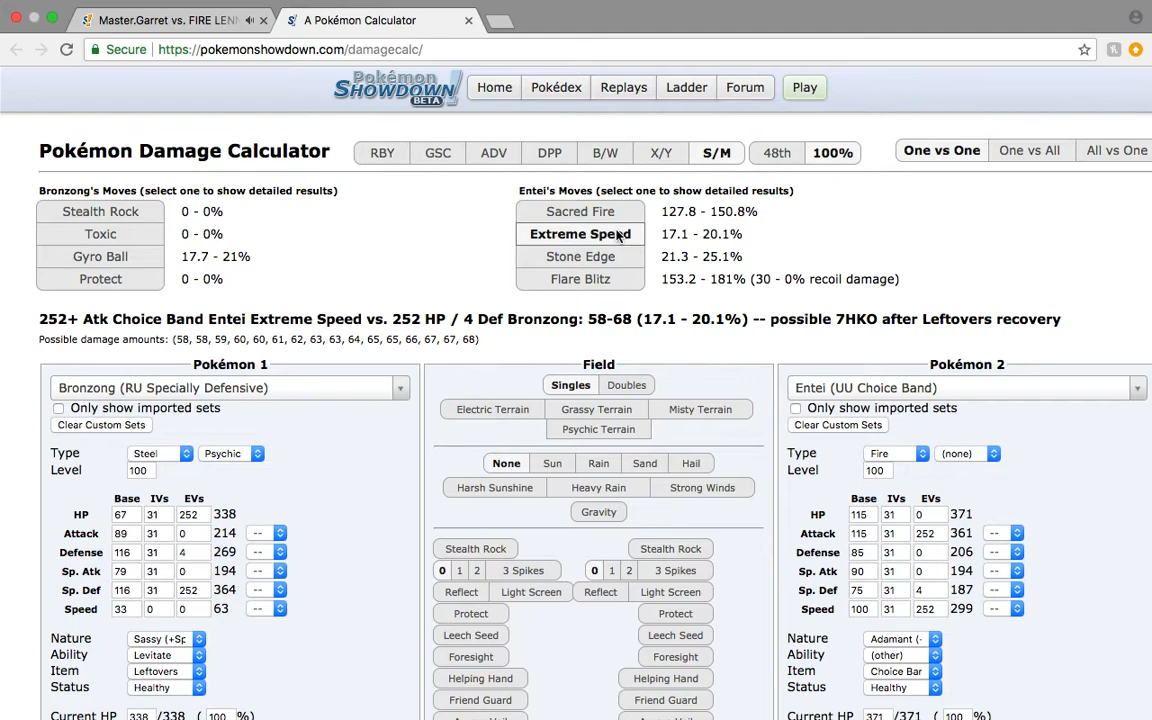 Master.Garret vs. FIRE LENN
A Pokémon Calculator
Secure https://pokemonshowdown.com/damagecalc/
Pokémon
SHOWDOWN!
BETA
Home Pokédex Replays Ladder Forum Play
Pokémon Damage Calculator RBY GSC ADV DPP B/W X/Y S/M 48th 100% One vs One One vs All All vs One
Bronzong's Moves (select one to show detailed results) Entei's Moves (select one to show detailed results)
Stealth Rock 0 - 0% Sacred Fire 127.8 - 150.8%
Toxic 0 - 0% Extreme Speed 17.1 - 20.1%
Gyro Ball 17.7 - 21% Stone Edge 21.3 - 25.1%
Protect 0 - 0% Flare Blitz 153.2 - 181% (30 - 0% recoil damage)
252+ Atk Choice Band Entei Extreme Speed vs. 252 HP / 4 Def Bronzong: 58-68 (17.1 - 20.1%) -- possible 7HKO after Leftovers recovery
Possible damage amounts: (58, 58, 59, 60, 60, 61, 62, 63, 63, 64, 65, 65, 66, 67, 67, 68)
Pokémon 1 Field Pokémon 2
Bronzong (RU Specially Defensive) Singles Doubles Entei (UU Choice Band)
Only show imported sets Electric Terrain Grassy Terrain Misty Terrain Only show imported sets
Clear Custom Sets Psychic Terrain Clear Custom Sets
Type Steel Psychic None Sun Rain Sand Hail Type Fire (none)
Level 100 Level 100
Harsh Sunshine Heavy Rain Strong Winds
Base IVs EVs Base IVs EVs
HP 67 31 252 338 Gravity HP 115 31 0 371
Attack 89 31 0 214 -- Attack 115 31 252 361 --
Defense 116 31 4 269 -- Stealth Rock Stealth Rock Defense 85 31 0 206 --
Sp. Atk 79 31 0 194 -- 0 1 2 3 Spikes 0 1 2 3 Spikes Sp. Atk 90 31 0 194 --
Sp. Def 116 31 252 364 -- Reflect Light Screen Reflect Light Screen Sp. Def 75 31 4 187 --
Speed 33 0 0 63 -- Protect Protect Speed 100 31 252 299 --
Nature Sassy (+Sp Leech Seed Leech Seed Nature Adamant (-
Ability Levitate Foresight Foresight Ability (other)
Item Leftovers Helping Hand Helping Hand Item Choice Bar
Status Healthy Friend Guard Friend Guard Status Healthy
Current HP 338 /338 ( 100 %) Current HP 371 /371 ( 100 %)